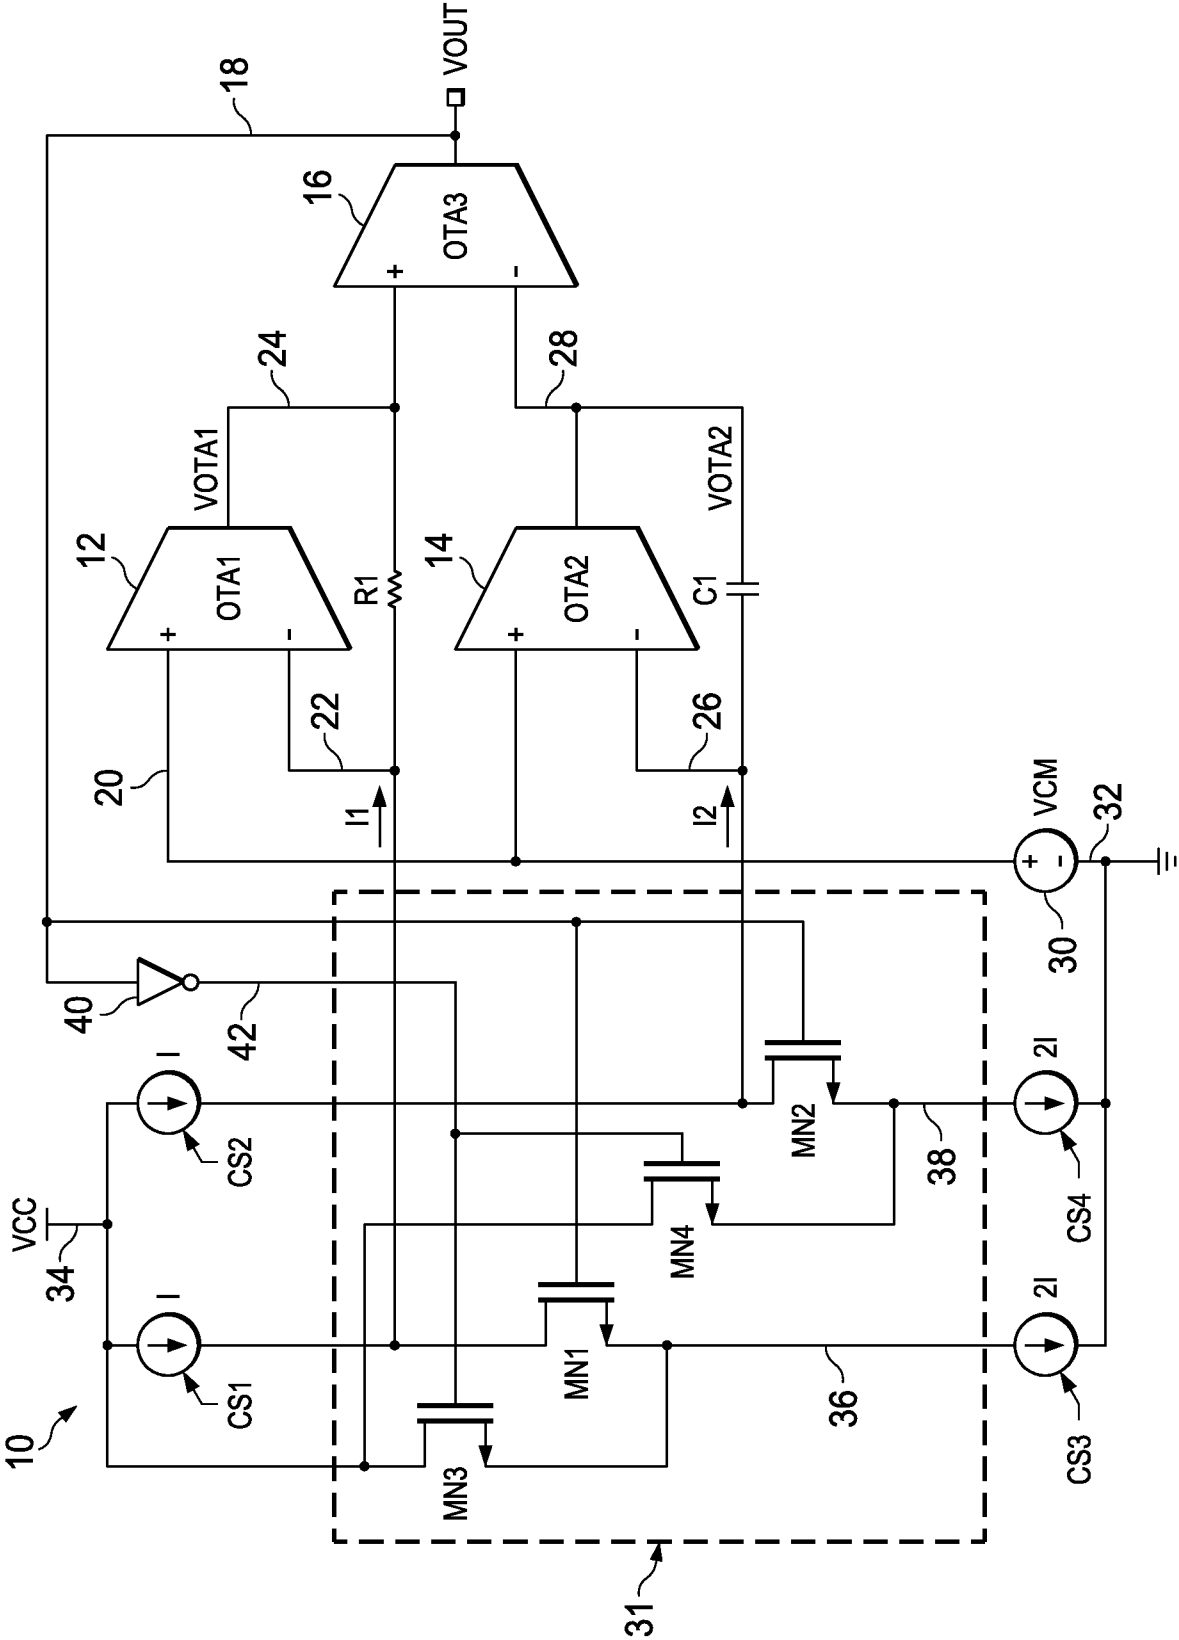 10
VCC
34
I
CS1
I
CS2
40
42
18
20
12
+
-
OTA1
VOTA1
24
22
I1
R1
16
+
-
OTA3
VOUT
14
+
-
OTA2
28
26
I2
C1
VOTA2
MN3
MN1
MN4
MN2
31
36
38
2I
CS3
2I
CS4
30
+
-
VCM
32